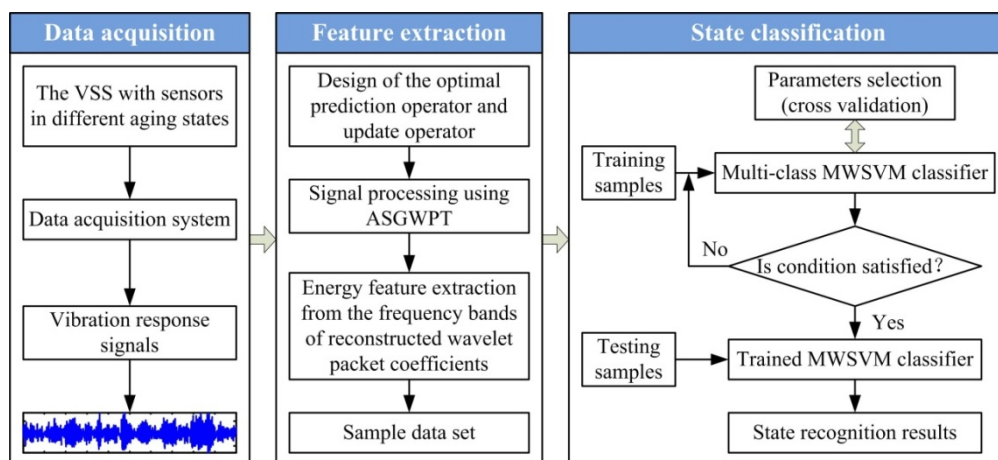 Data acquisition
The VSS with sensors
in different aging states
Data acquisition system
Vibration response
signals
Feature extraction
Design of the optimal
prediction operator and
update operator
Signal processing using
ASGWPT
Energy feature extraction
from the frequency bands
of reconstructed wavelet
packet coefficients
Sample data set
State classification
Parameters selection
(cross validation)
Training
samples
Multi-class MWSVM classifier
No
Is condition satisfied?
Yes
Testing
samples
Trained MWSVM classifier
State recognition results